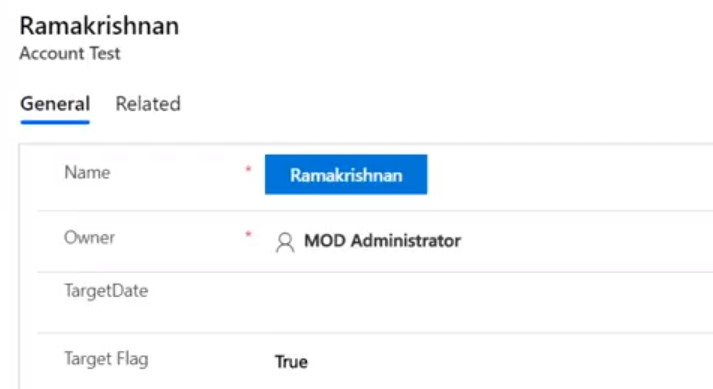 Ramakrishnan
Account Test
General Related
Name * Ramakrishnan
Owner * MOD Administrator
TargetDate
Target Flag True